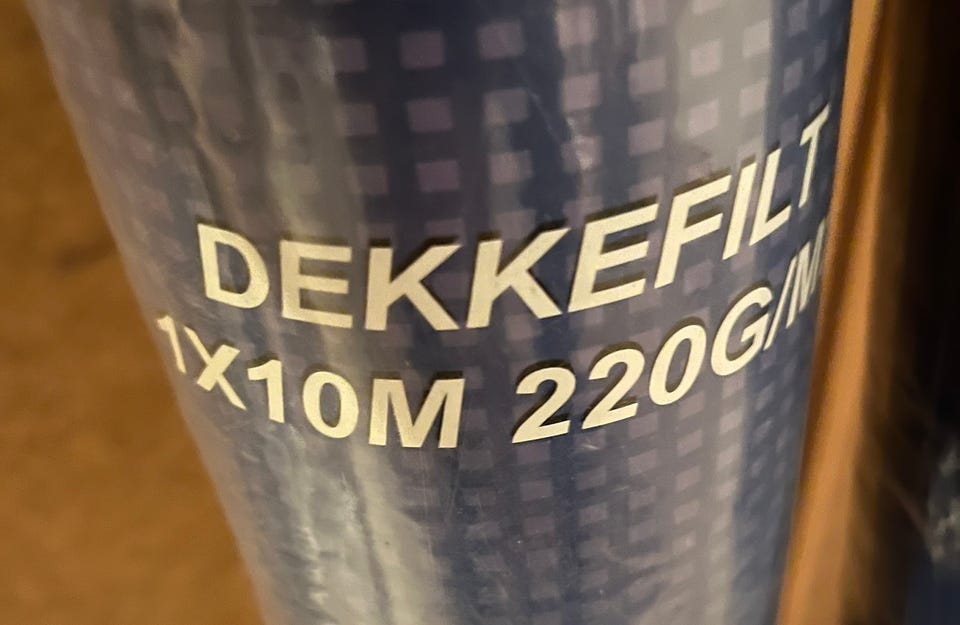 DEKKEFILT
1X10M 220G/M